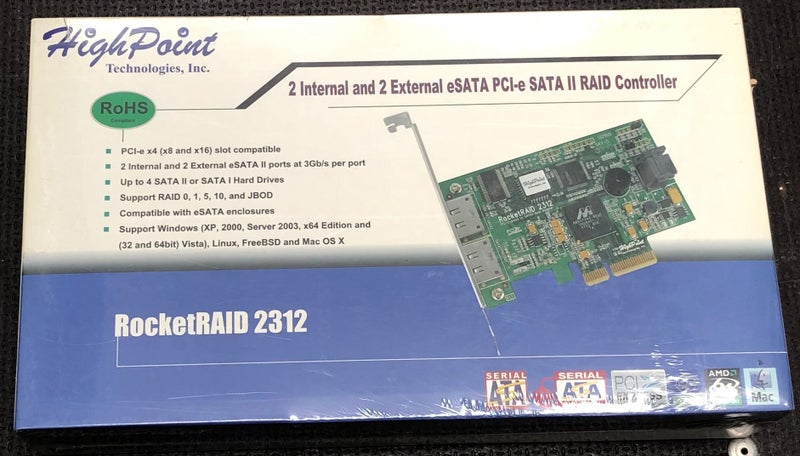 HighPoint
Technologies, Inc.
2 Internal and 2 External eSATA PCI-e SATA II RAID Controller
RoHS
Compliant
PCI-e x4 (x8 and x16) slot compatible
2 Internal and 2 External eSATA II ports at 3Gb/s per port
Up to 4 SATA II or SATA I Hard Drives
Support RAID 0, 1, 5, 10, and JBOD
Compatible with eSATA enclosures
Support Windows (XP, 2000, Server 2003, x64 Edition and
(32 and 64bit) Vista), Linux, FreeBSD and Mac OS X
HighPoint
RocketRAID 2312
HighPoint
RocketRAID 2312
SERIAL
ATA
SERIAL
ATA
PCI
AMD
Mac